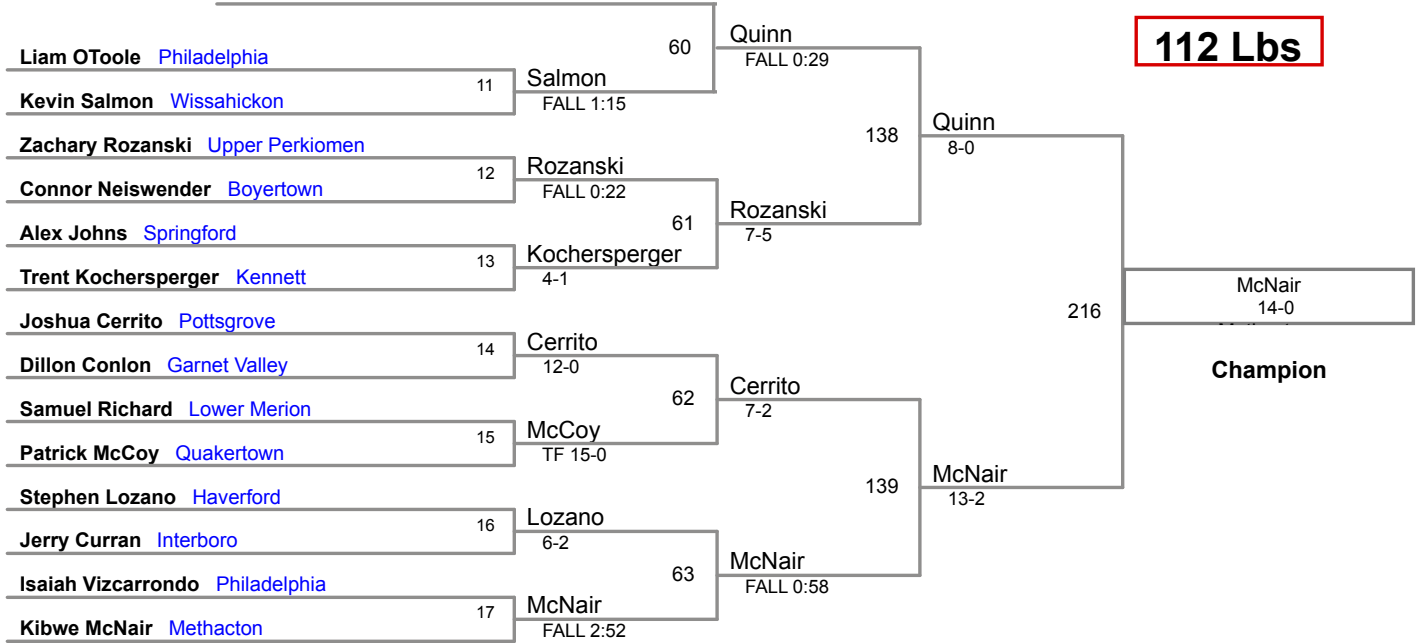 112 Lbs
Liam OToole Philadelphia
Kevin Salmon Wissahickon
Zachary Rozanski Upper Perkiomen
Connor Neiswender Boyertown
Alex Johns Springford
Trent Kochersperger Kennett
Joshua Cerrito Pottsgrove
Dillon Conlon Garnet Valley
Samuel Richard Lower Merion
Patrick McCoy Quakertown
Stephen Lozano Haverford
Jerry Curran Interboro
Isaiah Vizcarrondo Philadelphia
Kibwe McNair Methacton
11
Salmon
FALL 1:15
12
Rozanski
FALL 0:22
13
Kochersperger
4-1
14
Cerrito
12-0
15
McCoy
TF 15-0
16
Lozano
6-2
17
McNair
FALL 2:52
60
Quinn
FALL 0:29
61
Rozanski
7-5
62
Cerrito
7-2
63
McNair
FALL 0:58
138
Quinn
8-0
139
McNair
13-2
216
McNair
14-0
Champion